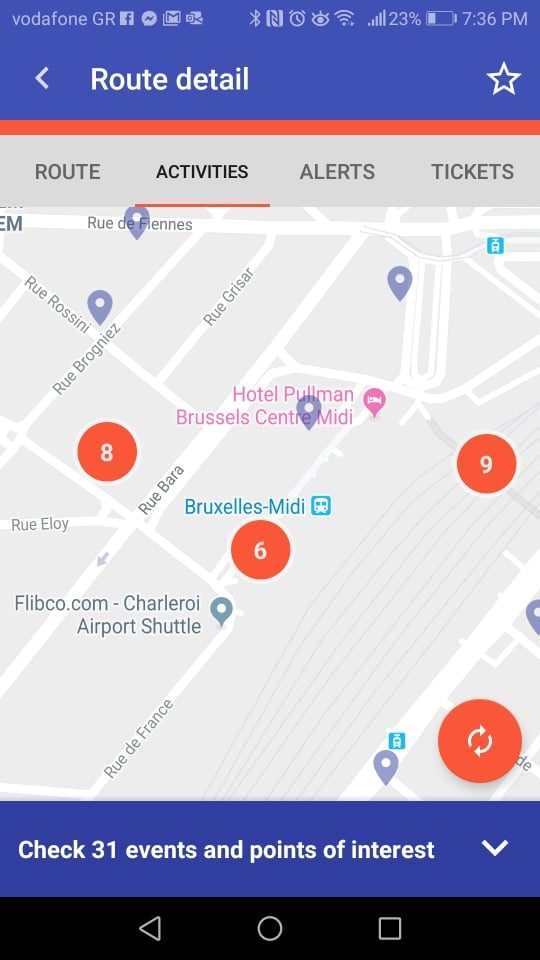 vodafone GR
23%
7:36 PM
Route detail
ROUTE
ACTIVITIES
ALERTS
TICKETS
EM
Rue de Fiennes
Rue Rossini
Rue Grisar
Rue Brogniez
Hotel Pullman
Brussels Centre Midi
8
9
Rue Bara
Bruxelles-Midi
Rue Eloy
6
Flibco.com - Charleroi
Airport Shuttle
Rue de France
de
Check 31 events and points of interest